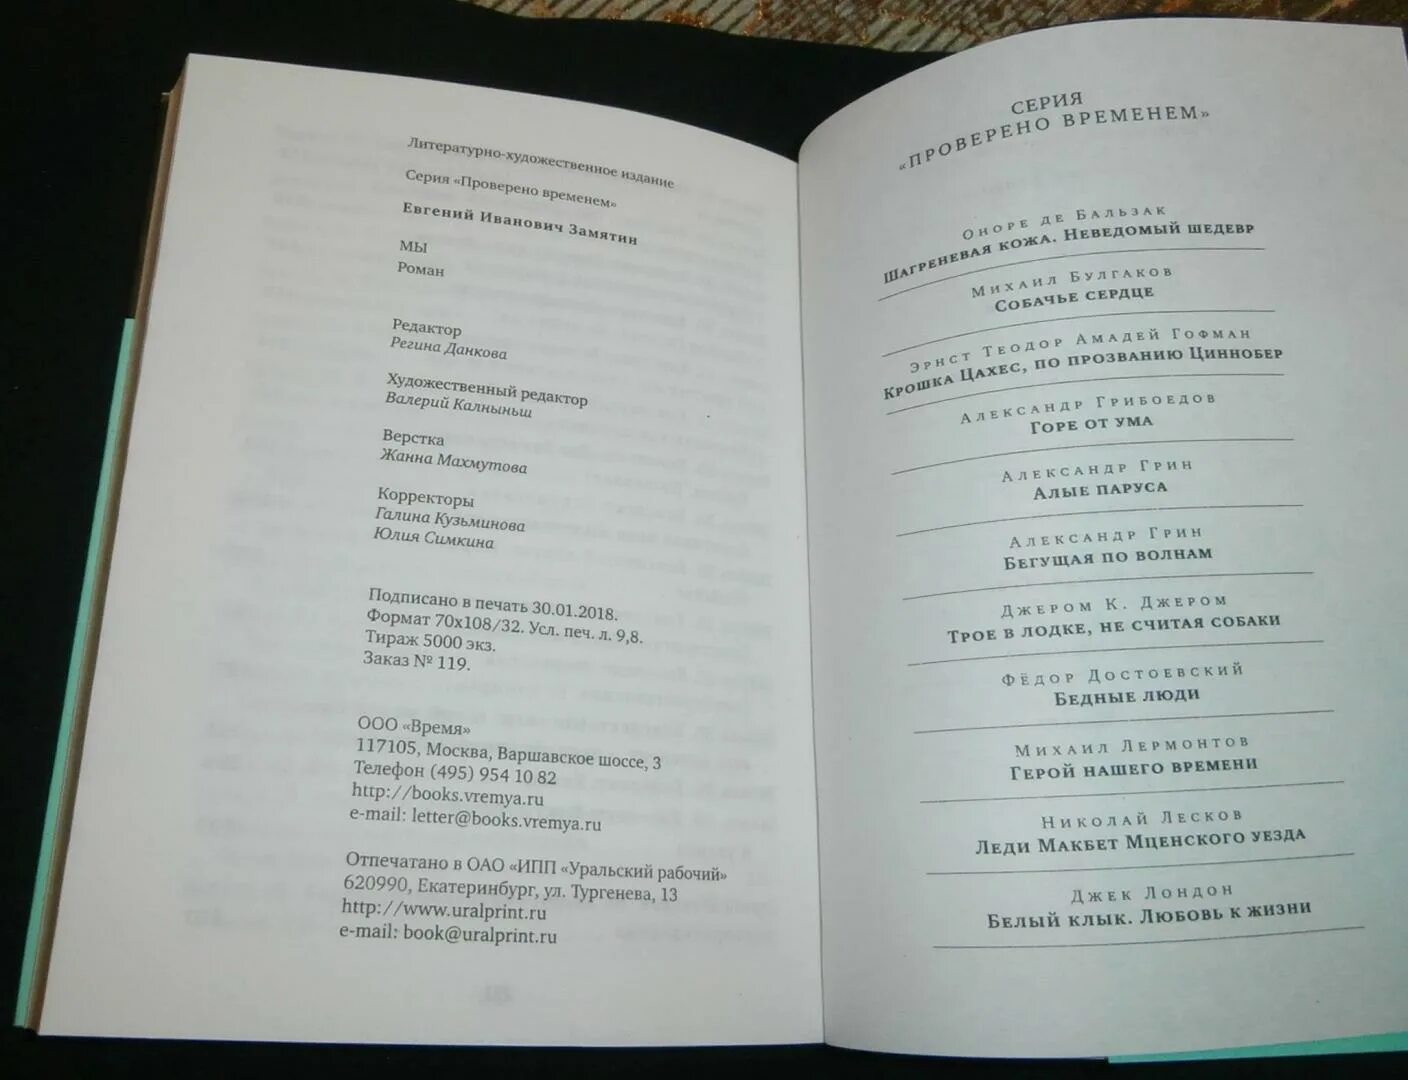 Литературно-художественное издание
Серия «Проверено временем»
Евгений Иванович Замятин
МЫ
Роман
Редактор
Регина Данкова
Художественный редактор
Валерий Калныньш
Верстка
Жанна Махмутова
Корректоры
Галина Кузьминова
Юлия Симкина
Подписано в печать 30.01.2018.
Формат 70х108/32. Усл. печ. л. 9,8.
Тираж 5000 экз.
Заказ № 119.
ООО «Время»
117105, Москва, Варшавское шоссе, 3
Телефон (495) 954 10 82
http://books.vremya.ru
e-mail: letter@books.vremya.ru
Отпечатано в ОАО «ИПП «Уральский рабочий»
620990, Екатеринбург, ул. Тургенева, 13
http://www.uralprint.ru
e-mail: book@uralprint.ru
СЕРИЯ
«ПРОВЕРЕНО ВРЕМЕНЕМ»
Оноре де Бальзак
Шагреневая кожа. Неведомый шедевр
Михаил Булгаков
Собачье сердце
Эрнст Теодор Амадей Гофман
Крошка Цахес, по прозванию Циннобер
Александр Грибоедов
Горе от ума
Александр Грин
Алые паруса
Александр Грин
Бегущая по волнам
Джером К. Джером
Трое в лодке, не считая собаки
Фёдор Достоевский
Бедные люди
Михаил Лермонтов
Герой нашего времени
Николай Лесков
Леди Макбет Мценского уезда
Джек Лондон
Белый клык. Любовь к жизни